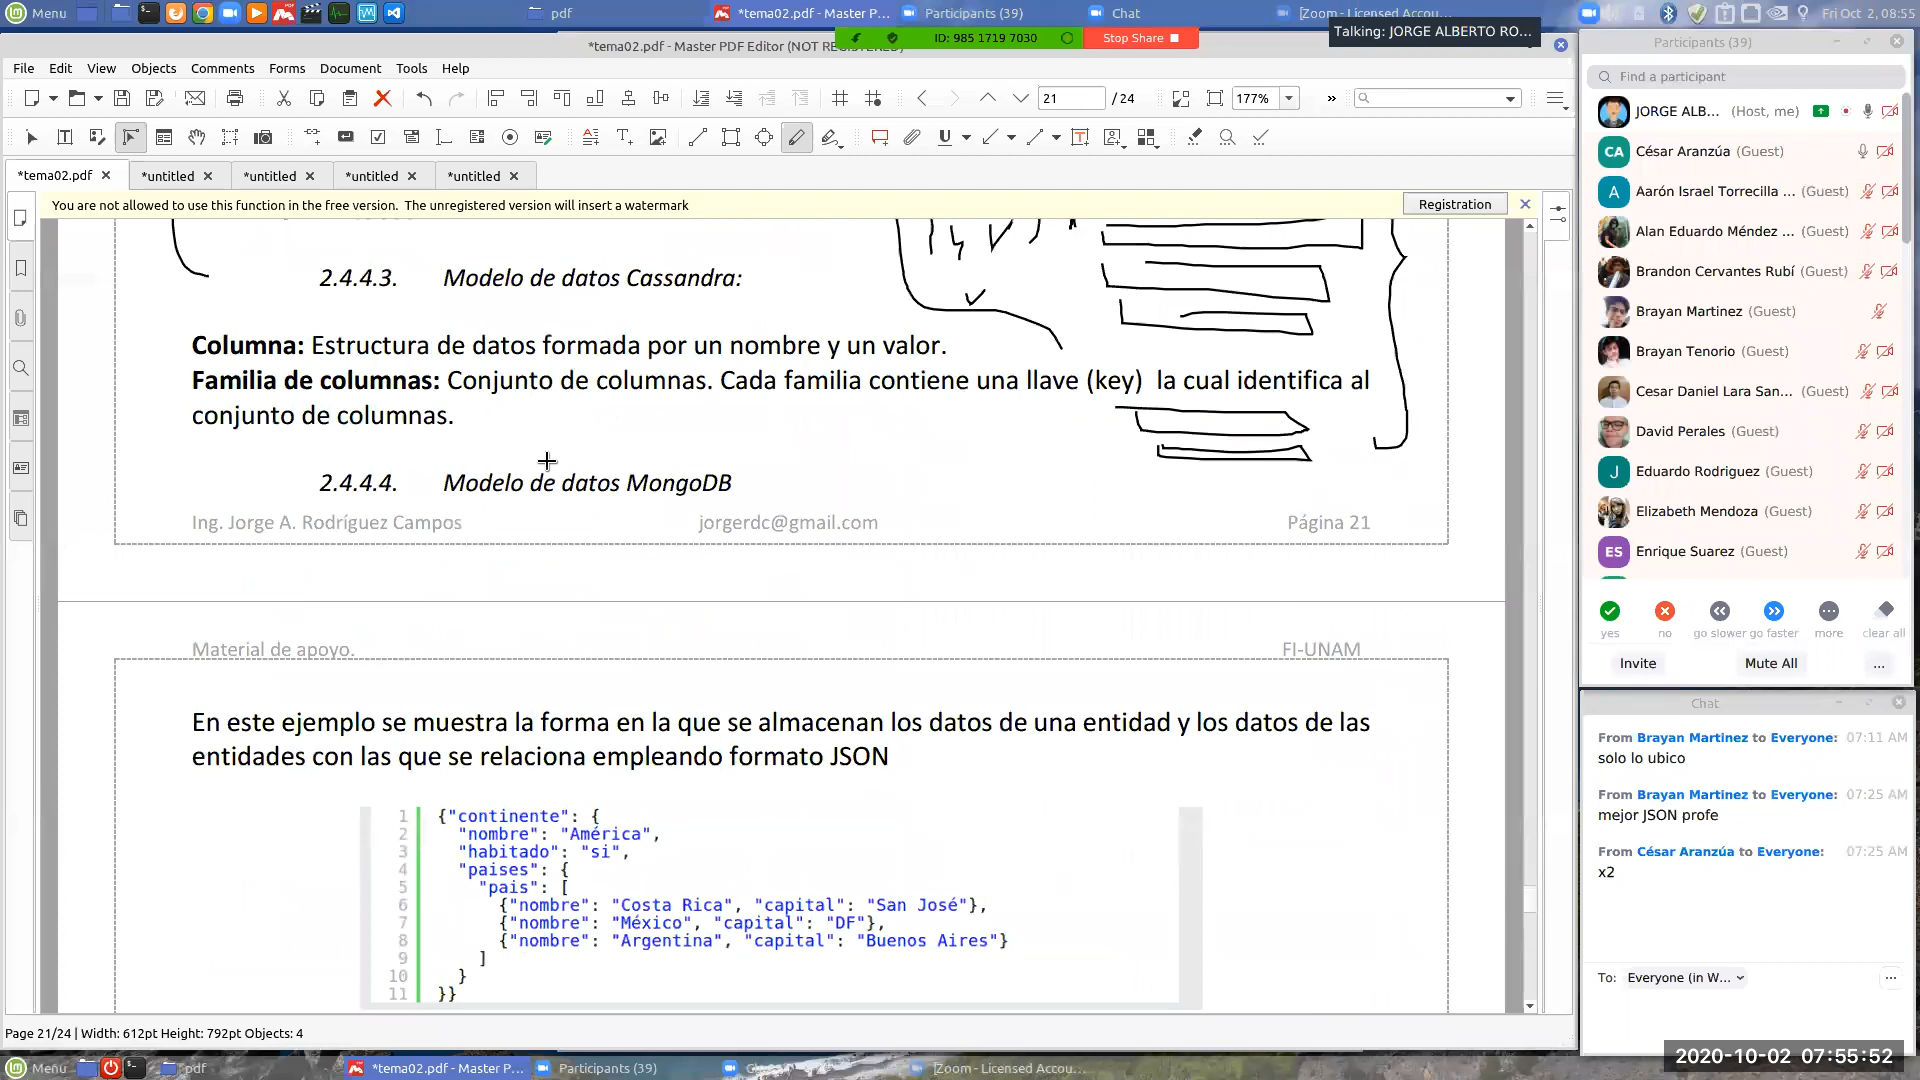 Menu
pdf
*tema02.pdf - Master P...
Participants (39)
Chat
[Zoom - Licensed Accou...
Fri Oct 2, 08:55
*tema02.pdf - Master PDF Editor (NOT REGISTERED)
ID: 985 1719 7030
Stop Share
Talking: JORGE ALBERTO RO...
File Edit View Objects Comments Forms Document Tools Help
21 / 24
177%
*tema02.pdf
*untitled
*untitled
*untitled
*untitled
You are not allowed to use this function in the free version. The unregistered version will insert a watermark
Registration
2.4.4.3. Modelo de datos Cassandra:
Columna: Estructura de datos formada por un nombre y un valor.
Familia de columnas: Conjunto de columnas. Cada familia contiene una llave (key) la cual identifica al
conjunto de columnas.
2.4.4.4. Modelo de datos MongoDB
Ing. Jorge A. Rodríguez Campos
jorgerdc@gmail.com
Página 21
Material de apoyo.
FI-UNAM
En este ejemplo se muestra la forma en la que se almacenan los datos de una entidad y los datos de las
entidades con las que se relaciona empleando formato JSON
1 {"continente": {
2 "nombre": "América",
3 "habitado": "si",
4 "paises": {
5 "pais": [
6 {"nombre": "Costa Rica", "capital": "San José"},
7 {"nombre": "México", "capital": "DF"},
8 {"nombre": "Argentina", "capital": "Buenos Aires"}
9 ]
10 }
11 }}
Page 21/24 | Width: 612pt Height: 792pt Objects: 4
Participants (39)
Find a participant
JORGE ALB... (Host, me)
CA César Aranzúa (Guest)
A Aarón Israel Torrecilla ... (Guest)
Alan Eduardo Méndez ... (Guest)
Brandon Cervantes Rubí (Guest)
Brayan Martinez (Guest)
Brayan Tenorio (Guest)
Cesar Daniel Lara San... (Guest)
David Perales (Guest)
J Eduardo Rodriguez (Guest)
Elizabeth Mendoza (Guest)
ES Enrique Suarez (Guest)
yes no go slower go faster more clear all
Invite
Mute All
...
Chat
From Brayan Martinez to Everyone: 07:11 AM
solo lo ubico
From Brayan Martinez to Everyone: 07:25 AM
mejor JSON profe
From César Aranzúa to Everyone: 07:25 AM
x2
To: Everyone (in W...
2020-10-02 07:55:52
Menu
pdf
*tema02.pdf - Master P...
Participants (39)
[Zoom - Licensed Accou...